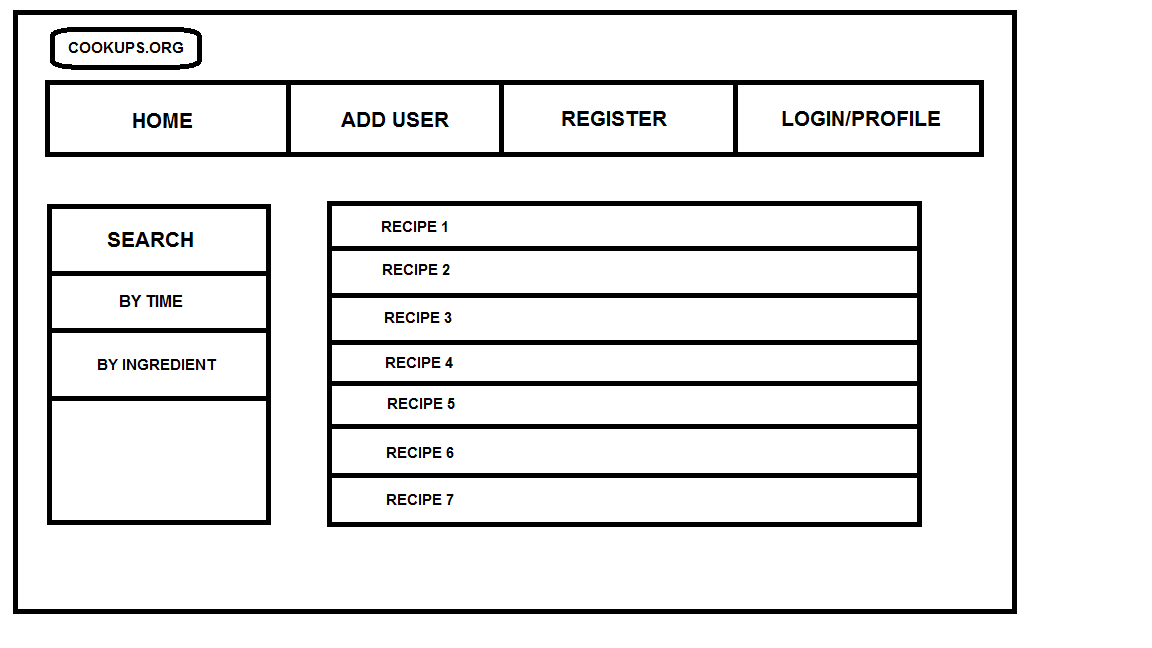 COOKUPS.ORG
HOME
ADD USER
REGISTER
LOGIN/PROFILE
SEARCH
BY TIME
BY INGREDIENT
RECIPE 1
RECIPE 2
RECIPE 3
RECIPE 4
RECIPE 5
RECIPE 6
RECIPE 7